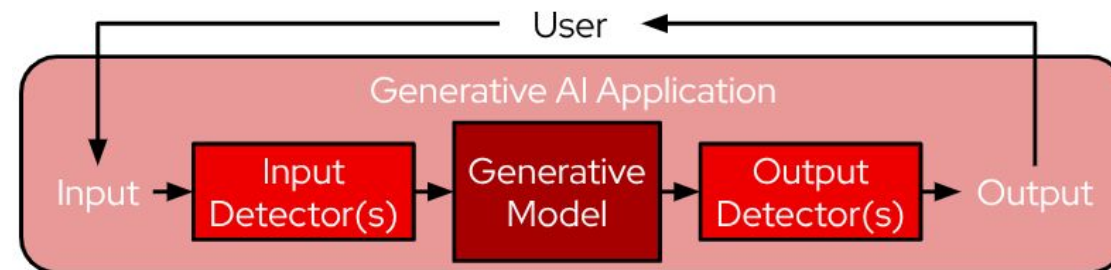 User
Generative AI Application
Input
Input
Detector(s)
Generative
Model
Output
Detector(s)
Output